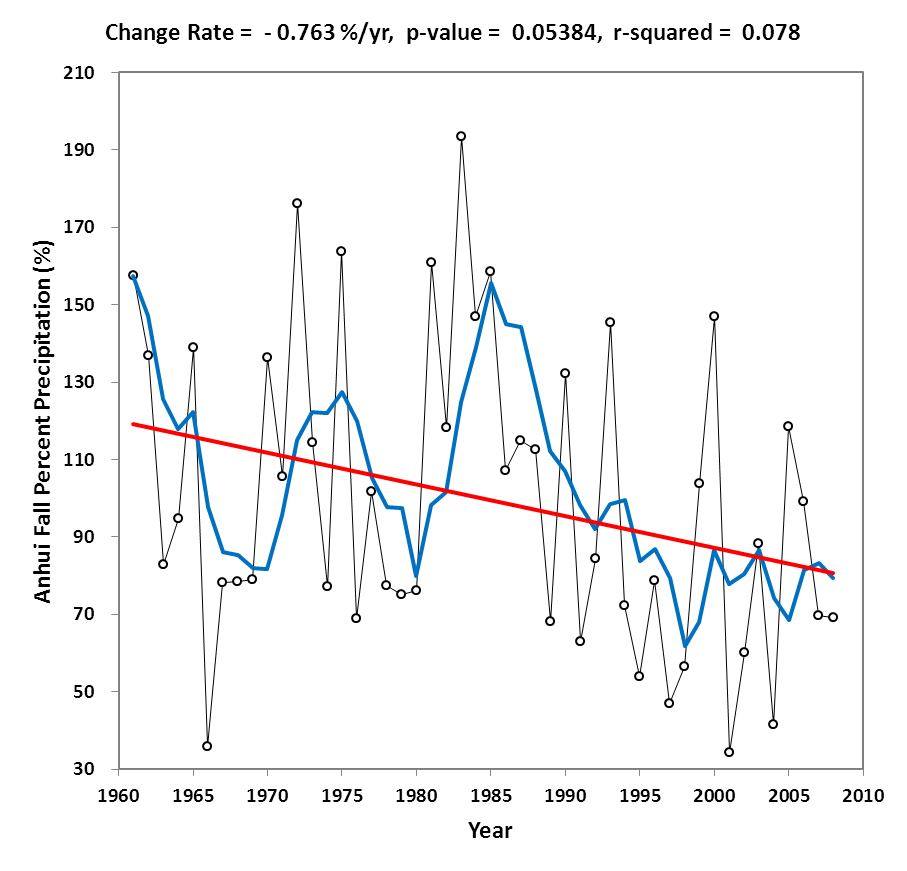 Change Rate = - 0.763 %/yr, p-value = 0.05384, r-squared = 0.078
210
190
170
150
130
110
90
70
50
30
Anhui Fall Percent Precipitation (%)
1960 1965 1970 1975 1980 1985 1990 1995 2000 2005 2010
Year